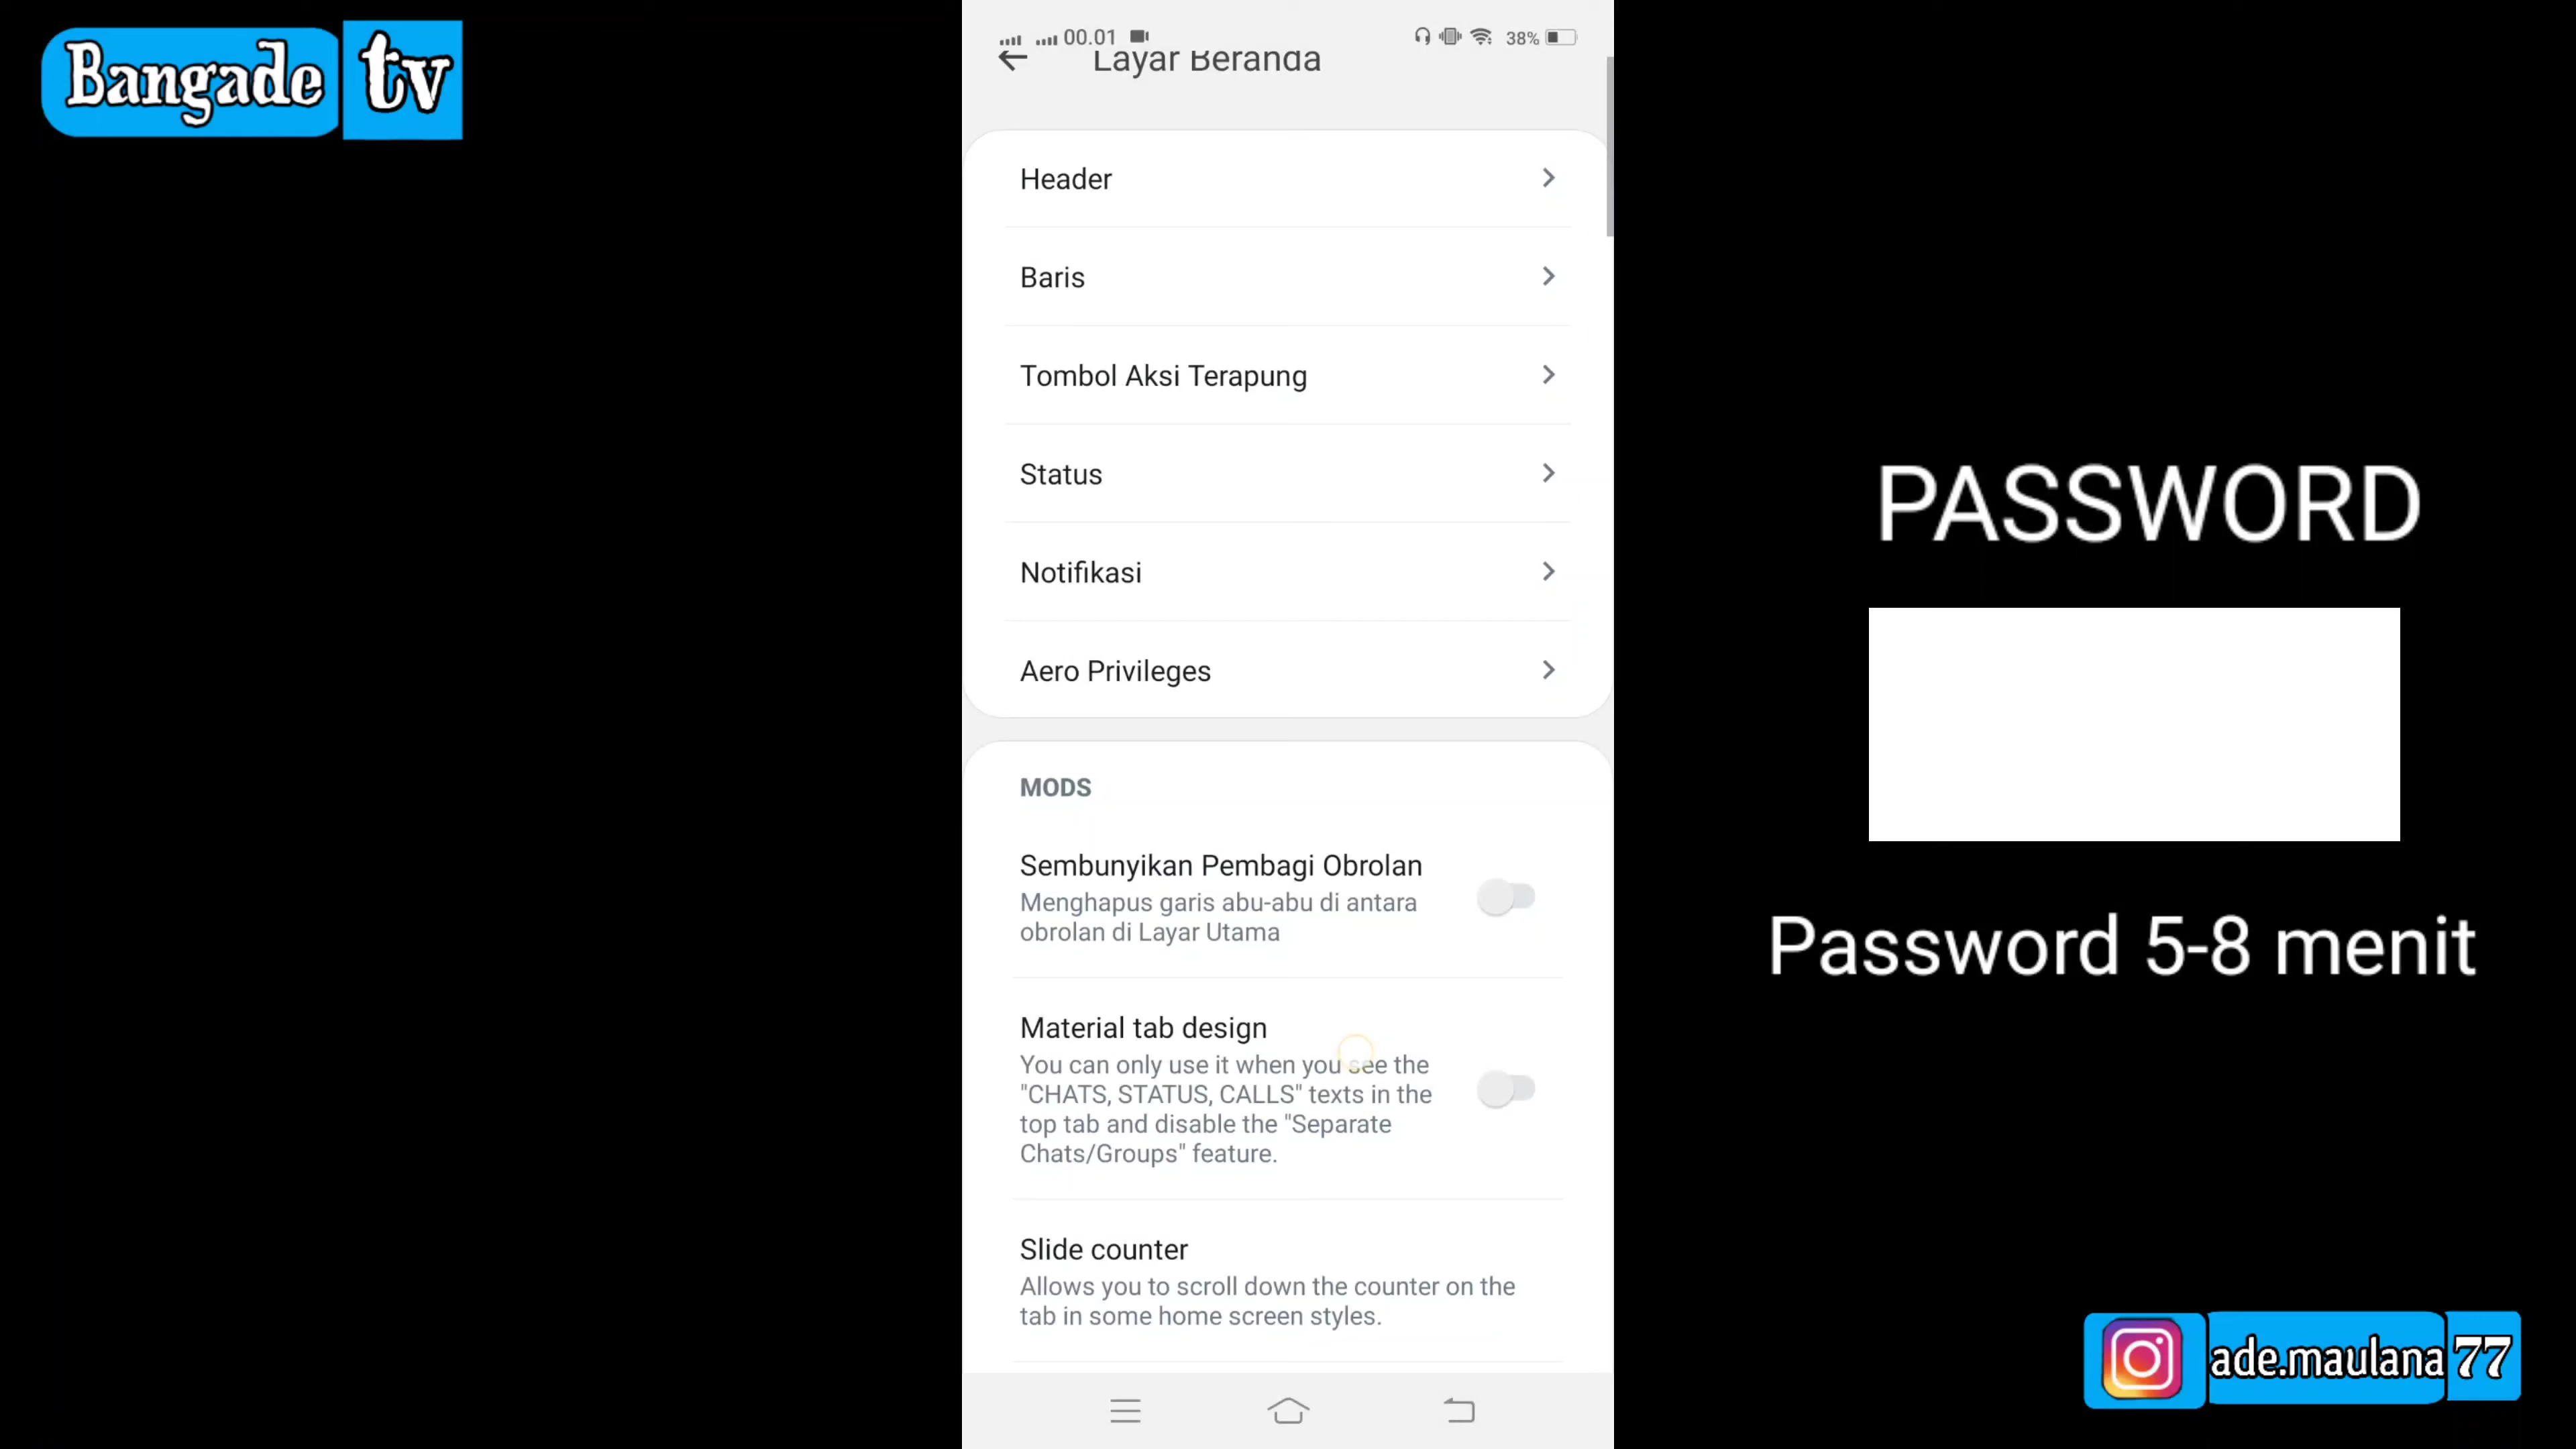 Bangade tv
00.01
38%
Layar Beranda
Header
Baris
Tombol Aksi Terapung
Status
Notifikasi
Aero Privileges
MODS
Sembunyikan Pembagi Obrolan
Menghapus garis abu-abu di antara
obrolan di Layar Utama
Material tab design
You can only use it when you see the
"CHATS, STATUS, CALLS" texts in the
top tab and disable the "Separate
Chats/Groups" feature.
Slide counter
Allows you to scroll down the counter on the
tab in some home screen styles.
PASSWORD
Password 5-8 menit
ade.maulana 77